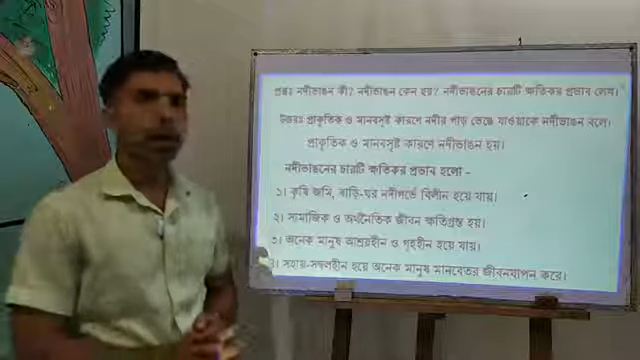 প্রশ্নঃ নদীভাঙন কী? নদীভাঙন কেন হয়? নদীভাঙনের চারটি ক্ষতিকর প্রভাব লেখ।
উত্তরঃ প্রাকৃতিক ও মানবসৃষ্ট কারণে নদীর পাড় ভেঙ্গে যাওয়াকে নদীভাঙন বলে।
প্রাকৃতিক ও মানবসৃষ্ট কারণে নদীভাঙন হয়।
নদীভাঙনের চারটি ক্ষতিকর প্রভাব হলো -
১। কৃষি জমি, বাড়ি-ঘর নদীগর্ভে বিলীন হয়ে যায়।
২। সামাজিক ও অর্থনৈতিক জীবন ক্ষতিগ্রস্ত হয়।
৩। অনেক মানুষ আশ্রয়হীন ও গৃহহীন হয়ে যায়।
৪। সহায়-সম্বলহীন হয়ে অনেক মানুষ মানবেতর জীবনযাপন করে।